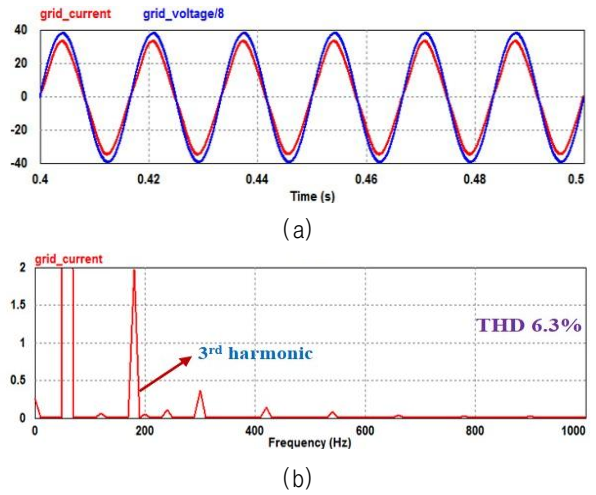 grid_current grid_voltage/8
40
20
0
-20
-40
0.4 0.42 0.44 0.46 0.48 0.5
Time (s)
(a)
grid_current
2
1.5
THD 6.3%
1
3rd harmonic
0.5
0
0 200 400 600 800 1000
Frequency (Hz)
(b)